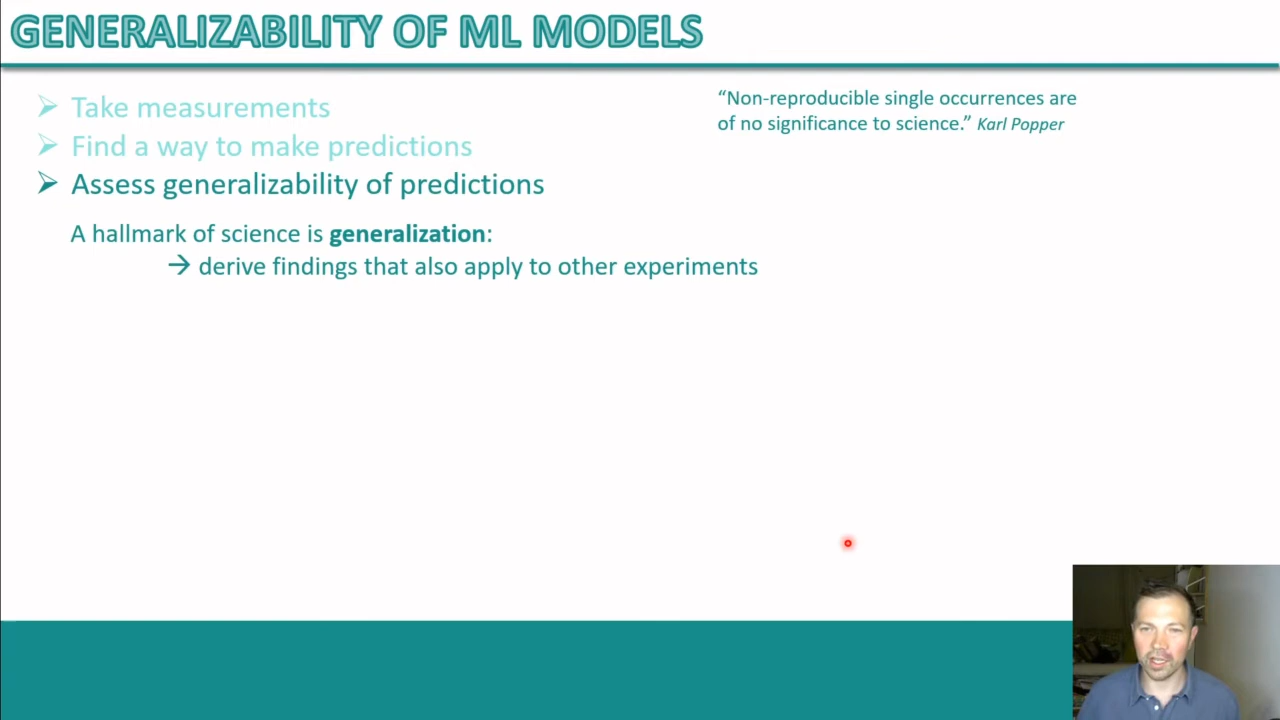 GENERALIZABILITY OF ML MODELS
➢ Take measurements
➢ Find a way to make predictions
➢ Assess generalizability of predictions
“Non-reproducible single occurrences are
of no significance to science.” Karl Popper
A hallmark of science is generalization:
→ derive findings that also apply to other experiments